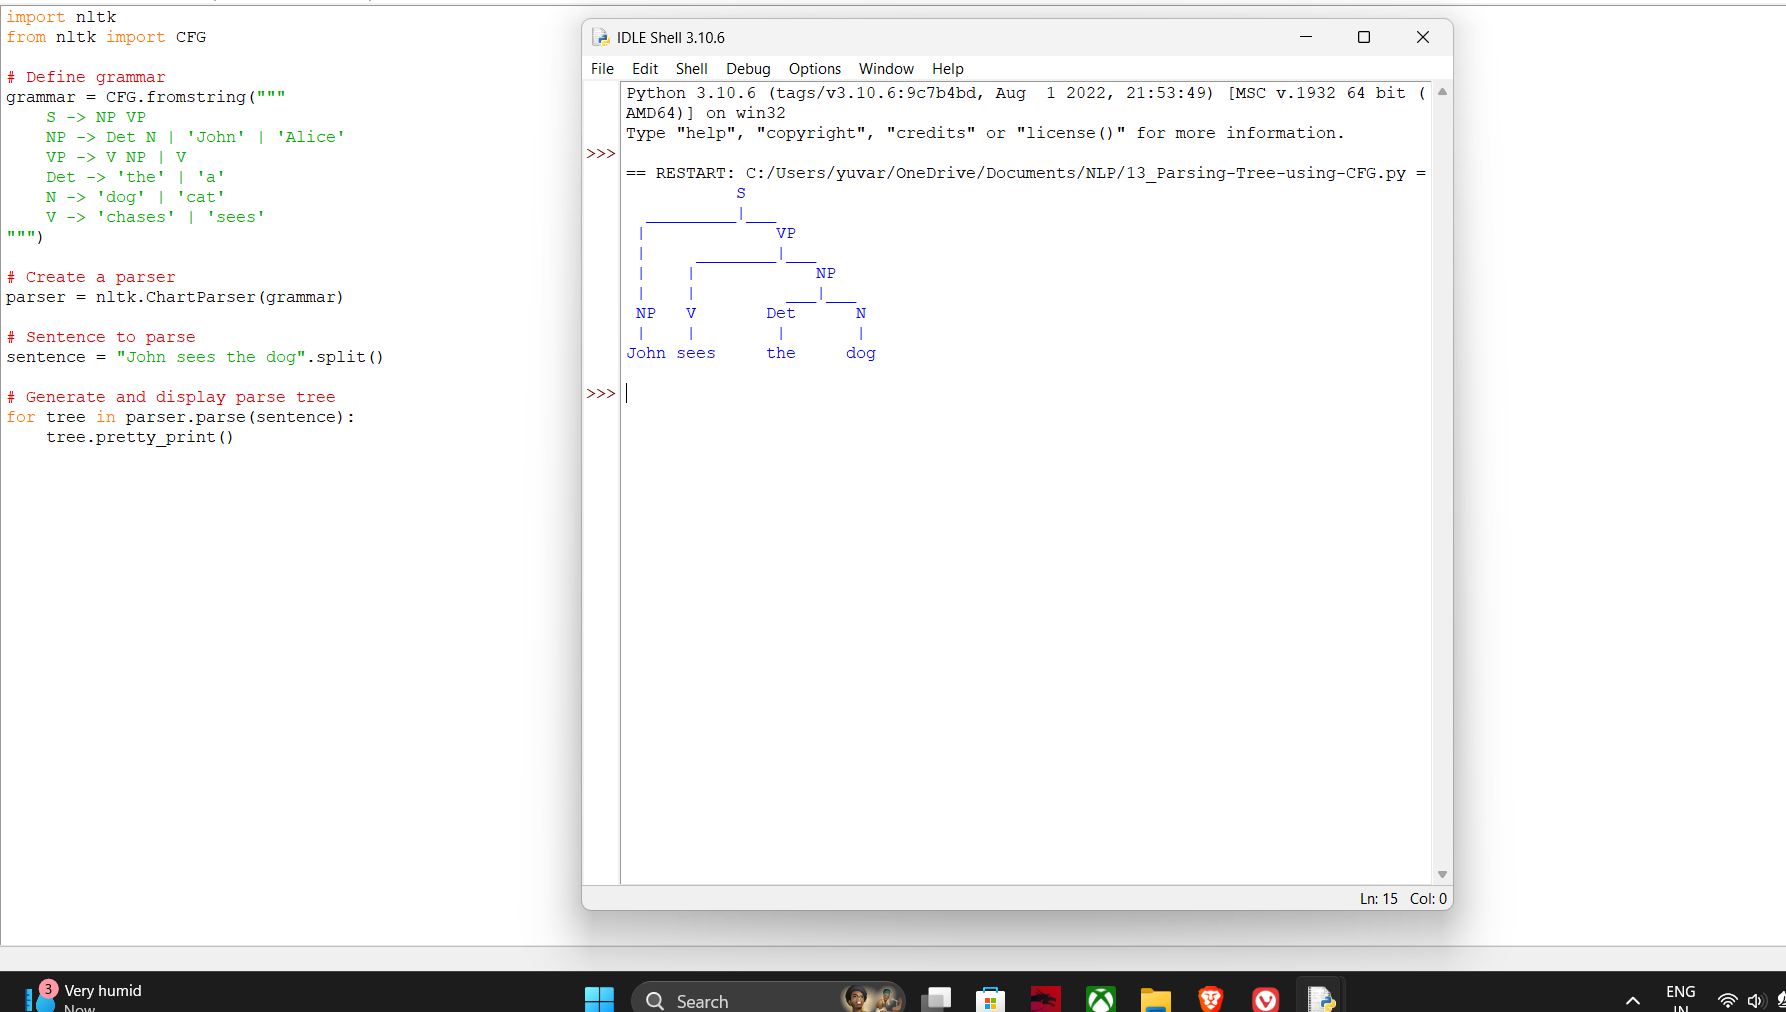 import nltk
from nltk import CFG
# Define grammar
grammar = CFG.fromstring("""
    S -> NP VP
    NP -> Det N | 'John' | 'Alice'
    VP -> V NP | V
    Det -> 'the' | 'a'
    N -> 'dog' | 'cat'
    V -> 'chases' | 'sees'
""")
# Create a parser
parser = nltk.ChartParser(grammar)
# Sentence to parse
sentence = "John sees the dog".split()
# Generate and display parse tree
for tree in parser.parse(sentence):
    tree.pretty_print()
IDLE Shell 3.10.6
File Edit Shell Debug Options Window Help
Python 3.10.6 (tags/v3.10.6:9c7b4bd, Aug  1 2022, 21:53:49) [MSC v.1932 64 bit (
AMD64)] on win32
Type "help", "copyright", "credits" or "license()" for more information.
>>>
== RESTART: C:/Users/yuvar/OneDrive/Documents/NLP/13_Parsing-Tree-using-CFG.py =
           S
  _________|___
 |             VP
 |     ________|___
 |    |            NP
 |    |         ___|___
 NP   V       Det      N
 |    |        |       |
John sees     the     dog
>>>
Ln: 15 Col: 0
3
Very humid
Now
Search
ENG
IN